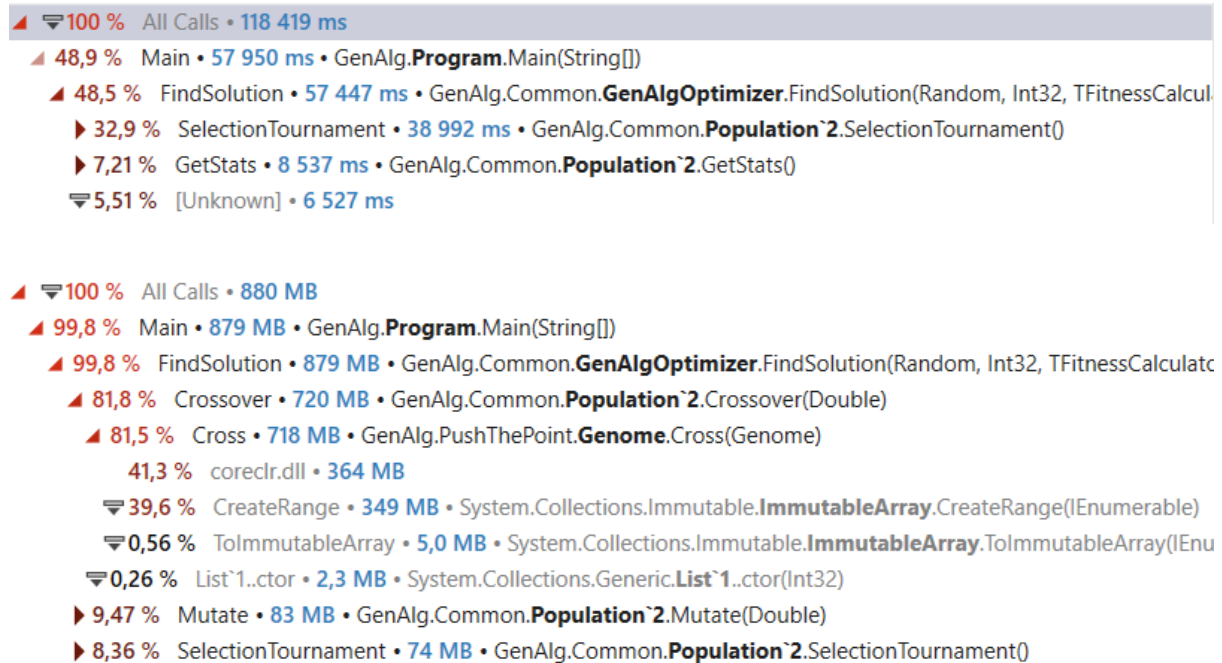 100 % All Calls • 118 419 ms
48,9 % Main • 57 950 ms • GenAlg.Program.Main(String[])
48,5 % FindSolution • 57 447 ms • GenAlg.Common.GenAlgOptimizer.FindSolution(Random, Int32, TFitnessCalcul
32,9 % SelectionTournament • 38 992 ms • GenAlg.Common.Population`2.SelectionTournament()
7,21 % GetStats • 8 537 ms • GenAlg.Common.Population`2.GetStats()
5,51 % [Unknown] • 6 527 ms
100 % All Calls • 880 MB
99,8 % Main • 879 MB • GenAlg.Program.Main(String[])
99,8 % FindSolution • 879 MB • GenAlg.Common.GenAlgOptimizer.FindSolution(Random, Int32, TFitnessCalculatc
81,8 % Crossover • 720 MB • GenAlg.Common.Population`2.Crossover(Double)
81,5 % Cross • 718 MB • GenAlg.PushThePoint.Genome.Cross(Genome)
41,3 % coreclr.dll • 364 MB
39,6 % CreateRange • 349 MB • System.Collections.Immutable.ImmutableArray.CreateRange(IEnumerable)
0,56 % ToImmutableArray • 5,0 MB • System.Collections.Immutable.ImmutableArray.ToImmutableArray(IEnu
0,26 % List`1..ctor • 2,3 MB • System.Collections.Generic.List`1..ctor(Int32)
9,47 % Mutate • 83 MB • GenAlg.Common.Population`2.Mutate(Double)
8,36 % SelectionTournament • 74 MB • GenAlg.Common.Population`2.SelectionTournament()